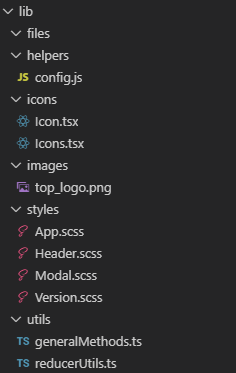 lib
files
helpers
JS config.js
icons
Icon.tsx
Icons.tsx
images
top_logo.png
styles
App.scss
Header.scss
Modal.scss
Version.scss
utils
TS generalMethods.ts
TS reducerUtils.ts